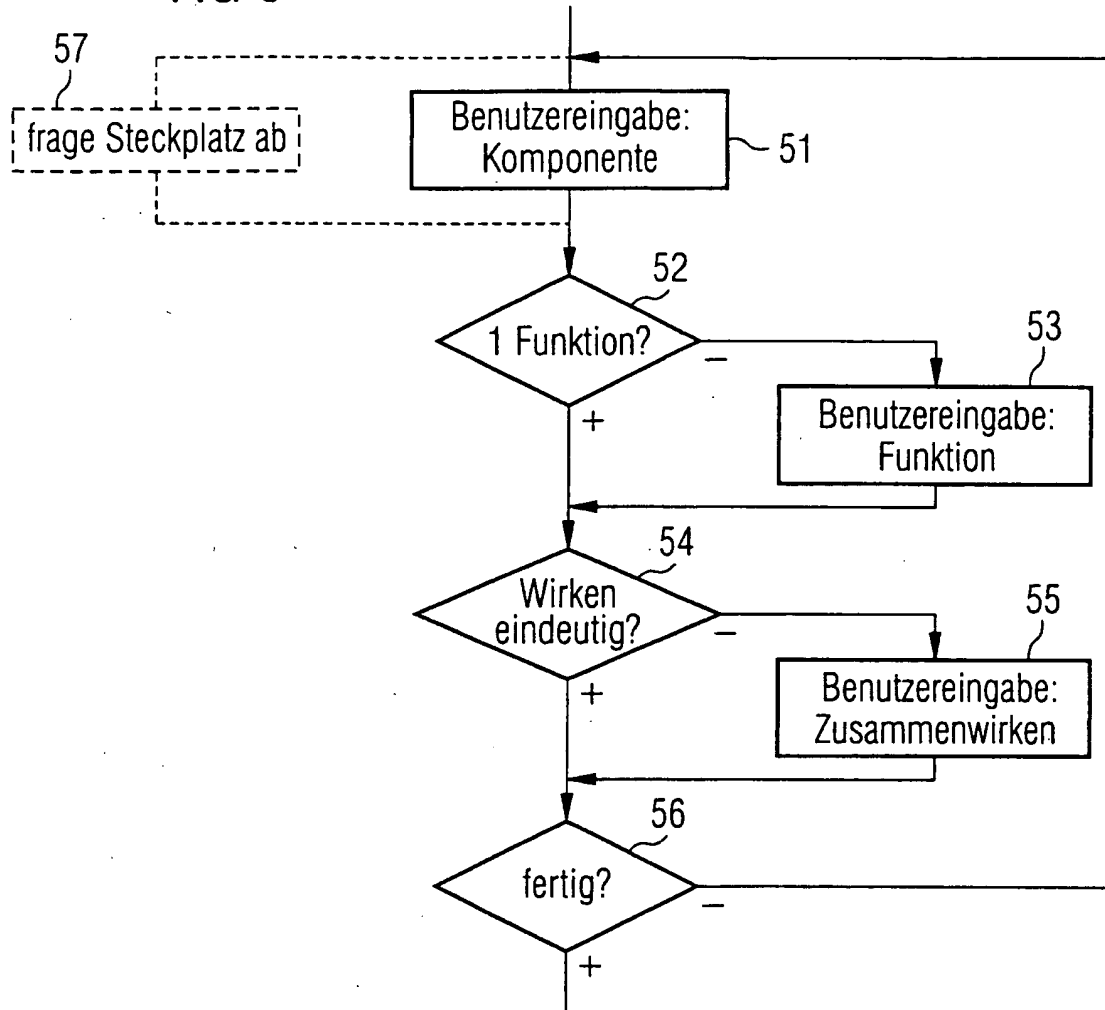 57
frage Steckplatz ab
Benutzereingabe:
Komponente
51
52
1 Funktion?
−
+
53
Benutzereingabe:
Funktion
54
Wirken
eindeutig?
−
+
55
Benutzereingabe:
Zusammenwirken
56
fertig?
−
+